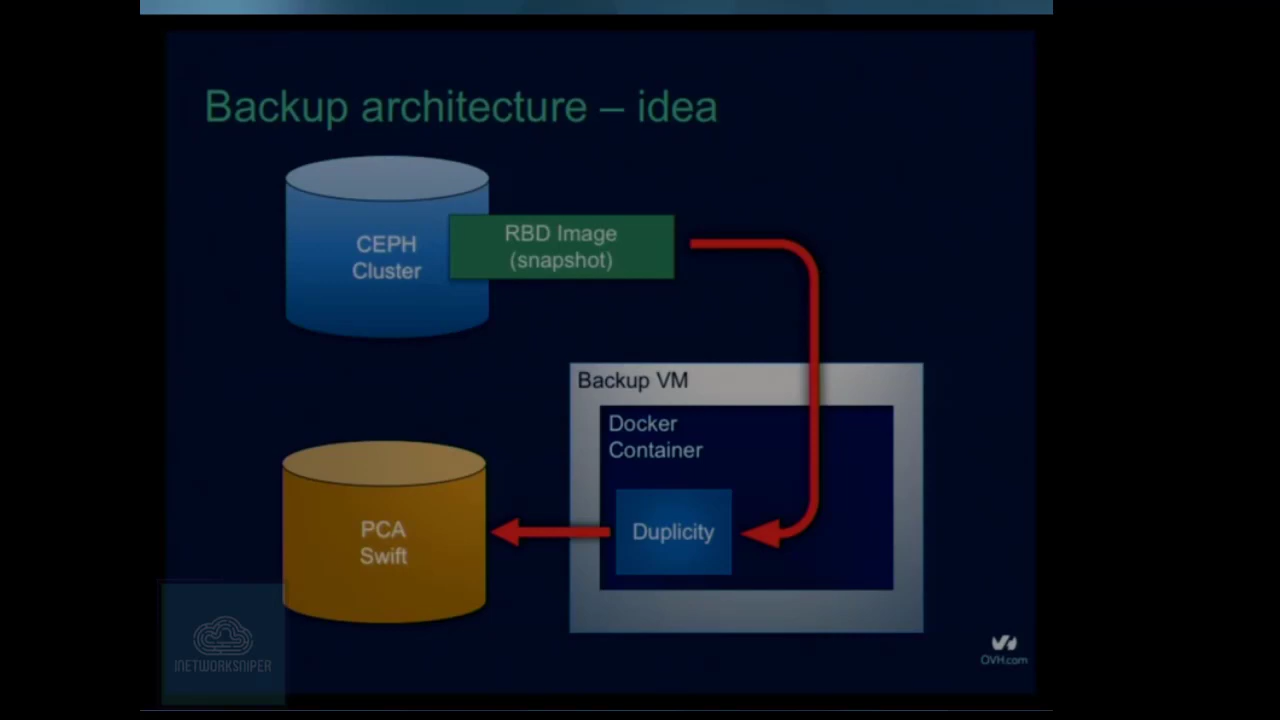 Backup architecture – idea
CEPH
Cluster
RBD Image
(snapshot)
Backup VM
Docker
Container
Duplicity
PCA
Swift
INETWORKSNIPER
OVH.com